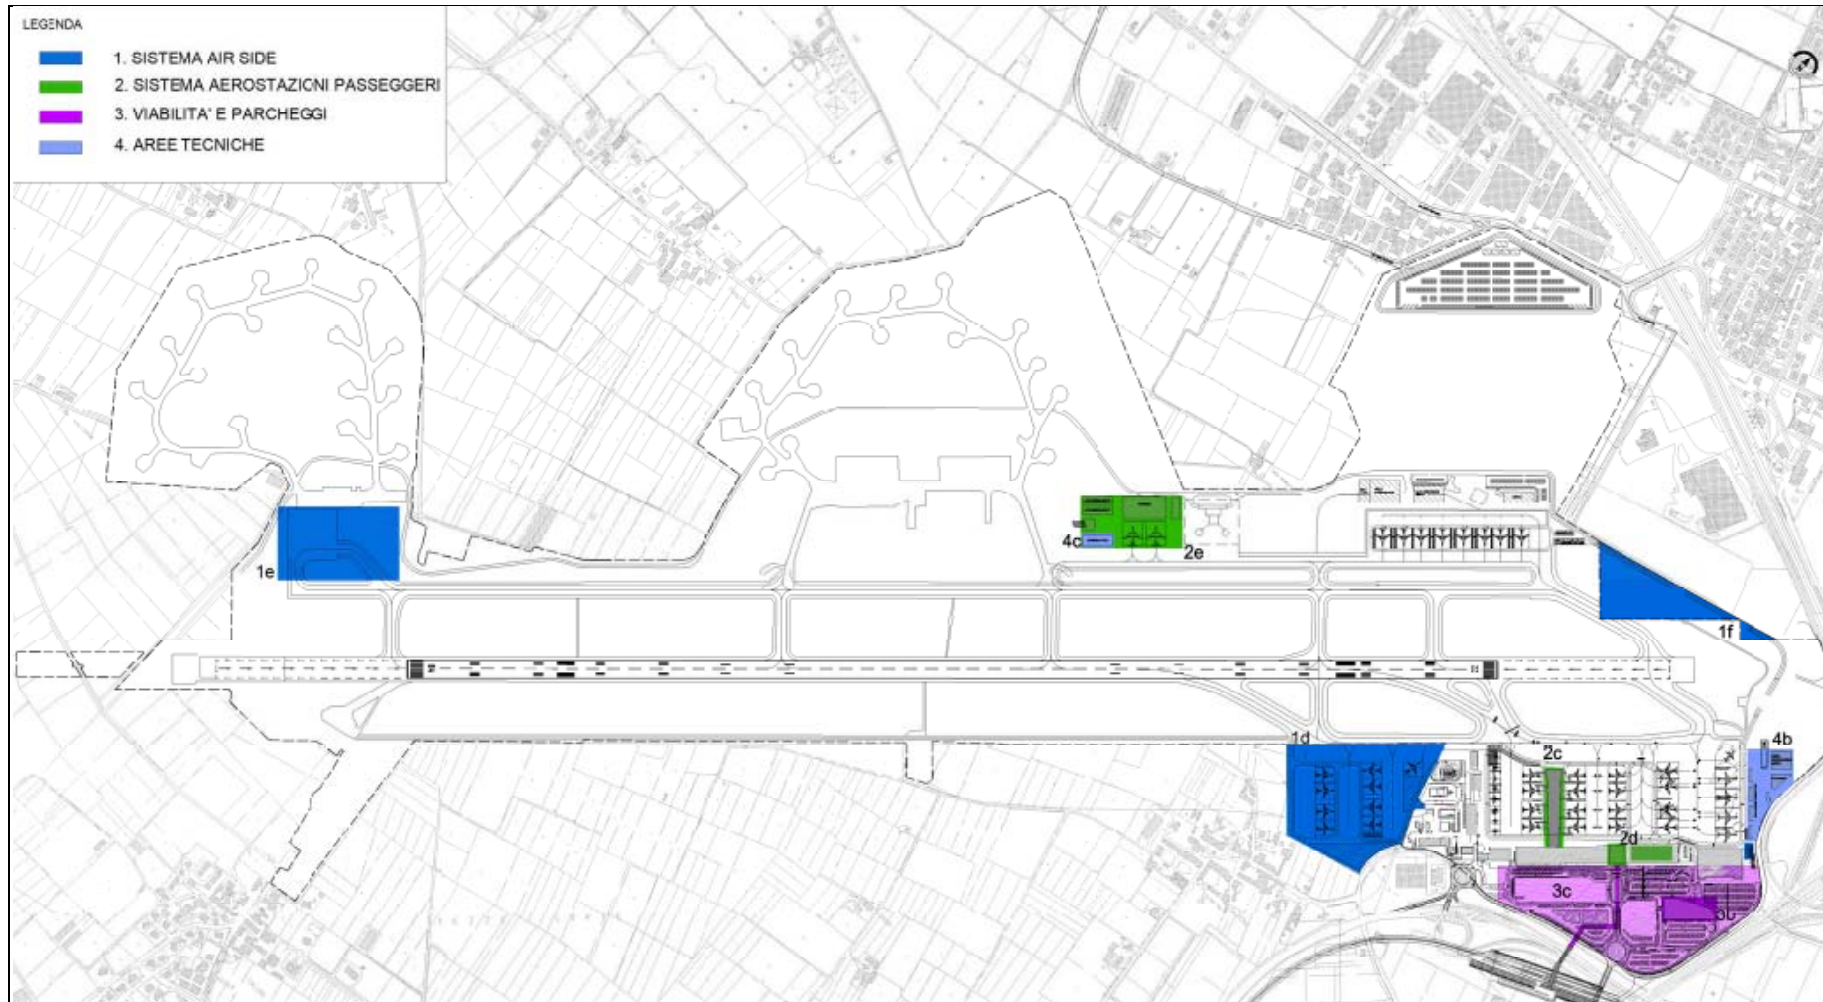 LEGENDA
1. SISTEMA AIR SIDE
2. SISTEMA AEROSTAZIONI PASSEGGERI
3. VIABILITA' E PARCHEGGI
4. AREE TECNICHE
4c
2e
1e
1f
1d
2c
4b
2d
3c